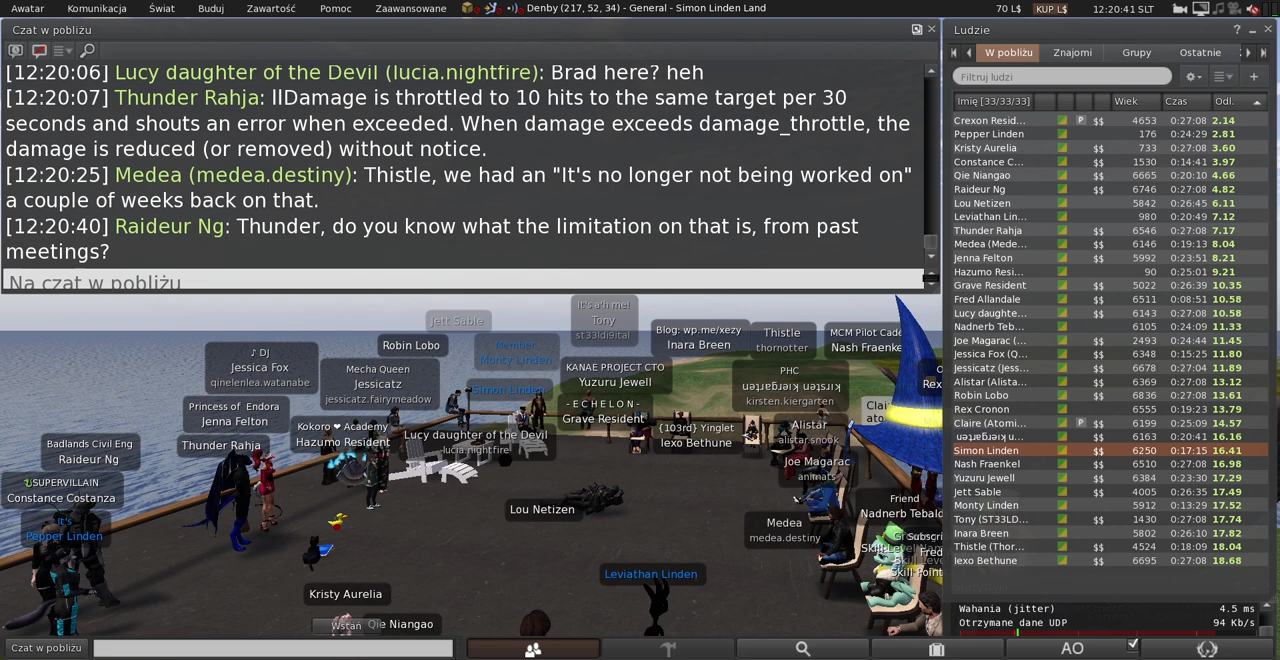 Awatar Komunikacja Świat Buduj Zawartość Pomoc Zaawansowane Denby (217, 52, 34) - General - Simon Linden Land 70 L$ KUP L$ 12:20:41 SLT
Czat w pobliżu
[12:20:06] Lucy daughter of the Devil (lucia.nightfire): Brad here? heh
[12:20:07] Thunder Rahja: llDamage is throttled to 10 hits to the same target per 30
seconds and shouts an error when exceeded. When damage exceeds damage_throttle, the
damage is reduced (or removed) without notice.
[12:20:25] Medea (medea.destiny): Thistle, we had an "It's no longer not being worked on"
a couple of weeks back on that.
[12:20:40] Raideur Ng: Thunder, do you know what the limitation on that is, from past
meetings?
Na czat w pobliżu
It's a'h me!
Tony
st33ld!9ital
Jett Sable
Robin Lobo
Member
Monty Linden
Blog: wp.me/xezy
Inara Breen
Thistle
thornotter
MCM Pilot Cade
Nash Fraenke
♪ DJ
Jessica Fox
qinelenlea.watanabe
Mecha Queen
Jessicatz
jessicatz.fairymeadow
KANAE PROJECT CTO
Yuzuru Jewell
Simon Linden
PHC
kirsten.kiergarten
Rex
Princess of Endora
Jenna Felton
- E C H E L O N -
Grave Resident
Kokoro ❤ Academy
Hazumo Resident
Lucy daughter of the Devil
lucia.nightfire
{103rd} Yinglet
Iexo Bethune
Alistar
alistar.snook
Clai
ato
Badlands Civil Eng
Raideur Ng
Thunder Rahja
Joe Magarac
animats
SUPERVILLAIN
Constance Costanza
It's
Pepper Linden
Lou Netizen
Friend
Nadnerb Tebald
Medea
medea.destiny
Leviathan Linden
Kristy Aurelia
Wstań
Qie Niangao
Czat w pobliżu
AO
Ludzie
W pobliżu Znajomi Grupy Ostatnie
Filtruj ludzi
Imię [33/33/33] Wiek Czas Odl.
Crexon Resid... P $$ 4653 0:27:08 2.14
Pepper Linden 176 0:24:29 2.81
Kristy Aurelia $$ 733 0:27:08 3.60
Constance C... $$ 1530 0:14:41 3.97
Qie Niangao $$ 6665 0:20:10 4.66
Raideur Ng $$ 6746 0:27:08 4.82
Lou Netizen 5842 0:26:45 6.11
Leviathan Lin... 980 0:20:49 7.12
Thunder Rahja $$ 6546 0:27:08 7.17
Medea (Mede... $$ 6146 0:19:13 8.04
Jenna Felton $$ 5992 0:23:51 8.21
Hazumo Resi... 90 0:25:01 9.21
Grave Resident $$ 5022 0:26:39 10.35
Fred Allandale $$ 6511 0:08:51 10.58
Lucy daughte... $$ 6143 0:27:08 10.58
Nadnerb Teb... 6105 0:24:09 11.33
Joe Magarac (... $$ 2493 0:24:44 11.45
Jessica Fox (Q... $$ 6348 0:15:25 11.80
Jessicatz (Jess... $$ 6678 0:27:04 11.89
Alistar (Alista... $$ 6369 0:27:08 13.12
Robin Lobo $$ 6836 0:27:08 13.61
Rex Cronon 6555 0:19:23 13.79
Claire (Atomi... P $$ 6199 0:25:09 14.57
$$ 6163 0:20:41 16.16
Simon Linden $$ 6250 0:17:15 16.41
Nash Fraenkel $$ 6510 0:27:08 16.98
Yuzuru Jewell $$ 6384 0:23:30 17.29
Jett Sable $$ 4005 0:26:35 17.49
Monty Linden 5912 0:13:29 17.52
Tony (ST33LD... $$ 1430 0:27:08 17.74
Inara Breen 5802 0:26:10 17.82
Thistle (Thor... $$ 4524 0:18:09 18.04
Iexo Bethune $$ 6695 0:27:08 18.68
Wahania (jitter) 4.5 ms
Otrzymane dane UDP 94 Kb/s